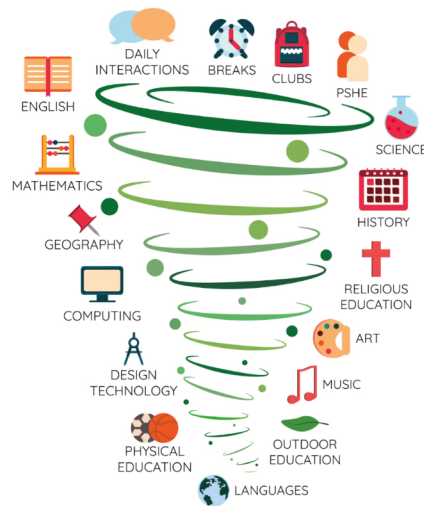 DAILY
INTERACTIONS
BREAKS
CLUBS
PSHE
ENGLISH
SCIENCE
MATHEMATICS
HISTORY
GEOGRAPHY
RELIGIOUS
EDUCATION
COMPUTING
ART
DESIGN
TECHNOLOGY
MUSIC
PHYSICAL
EDUCATION
OUTDOOR
EDUCATION
LANGUAGES